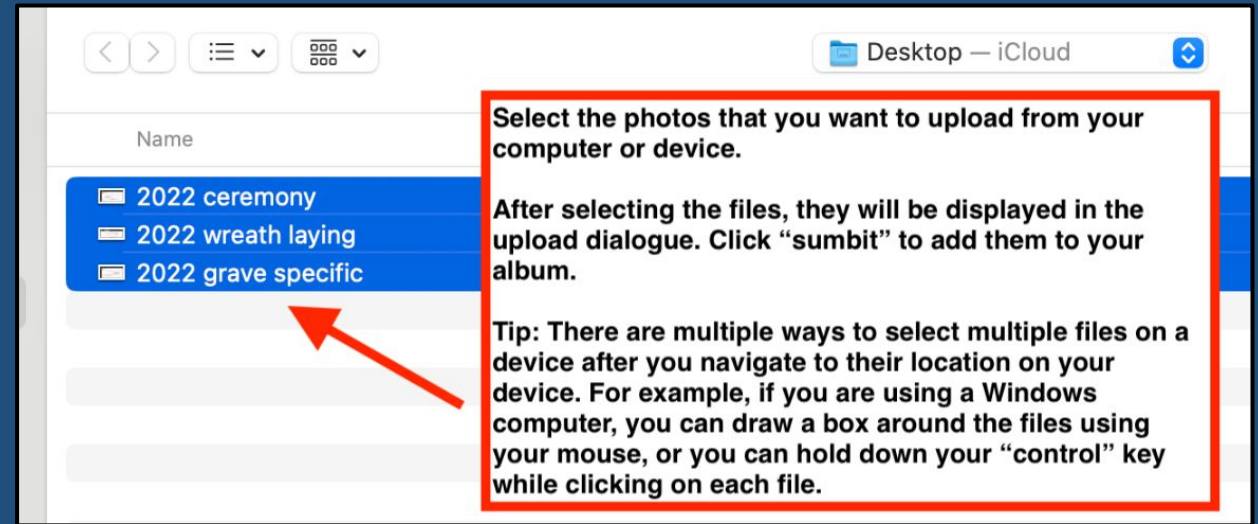 Desktop — iCloud
Name
2022 ceremony
2022 wreath laying
2022 grave specific
Select the photos that you want to upload from your
computer or device.
After selecting the files, they will be displayed in the
upload dialogue. Click “sumbit” to add them to your
album.
Tip: There are multiple ways to select multiple files on a
device after you navigate to their location on your
device. For example, if you are using a Windows
computer, you can draw a box around the files using
your mouse, or you can hold down your “control” key
while clicking on each file.